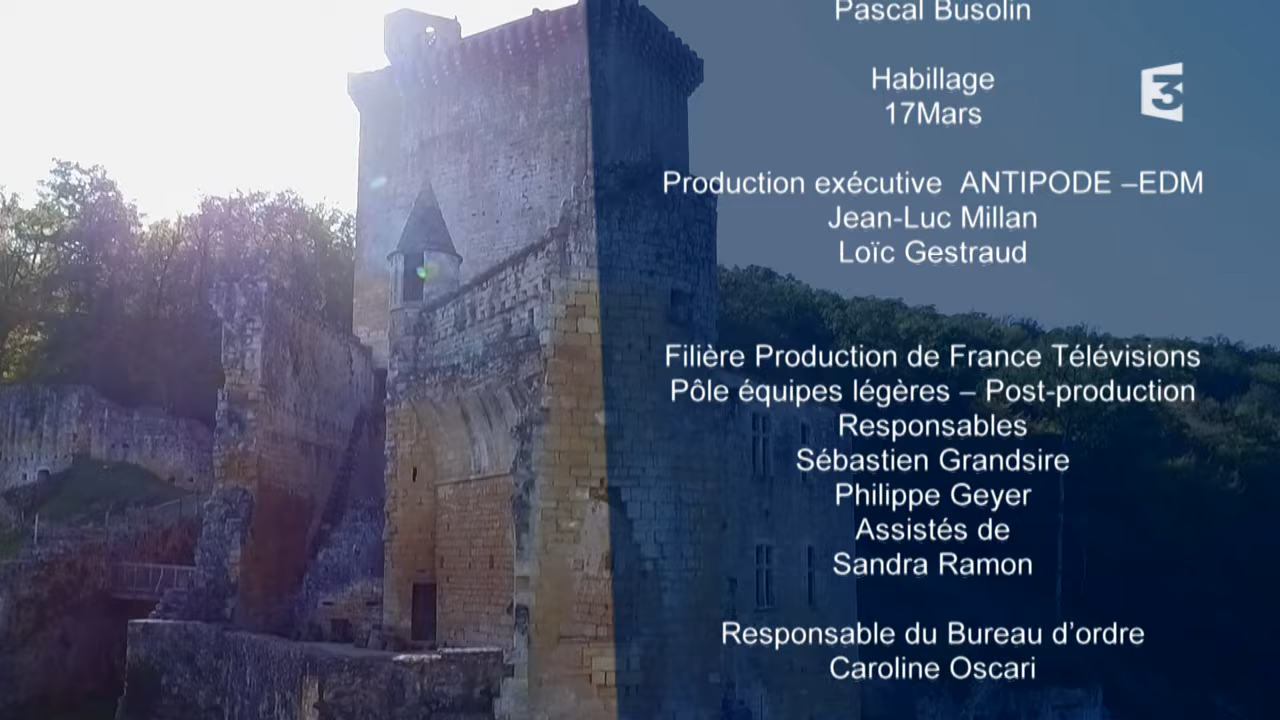 Pascal Busolin
Habillage
17Mars
3
Production exécutive ANTIPODE –EDM
Jean-Luc Millan
Loïc Gestraud
Filière Production de France Télévisions
Pôle équipes légères – Post-production
Responsables
Sébastien Grandsire
Philippe Geyer
Assistés de
Sandra Ramon
Responsable du Bureau d’ordre
Caroline Oscari